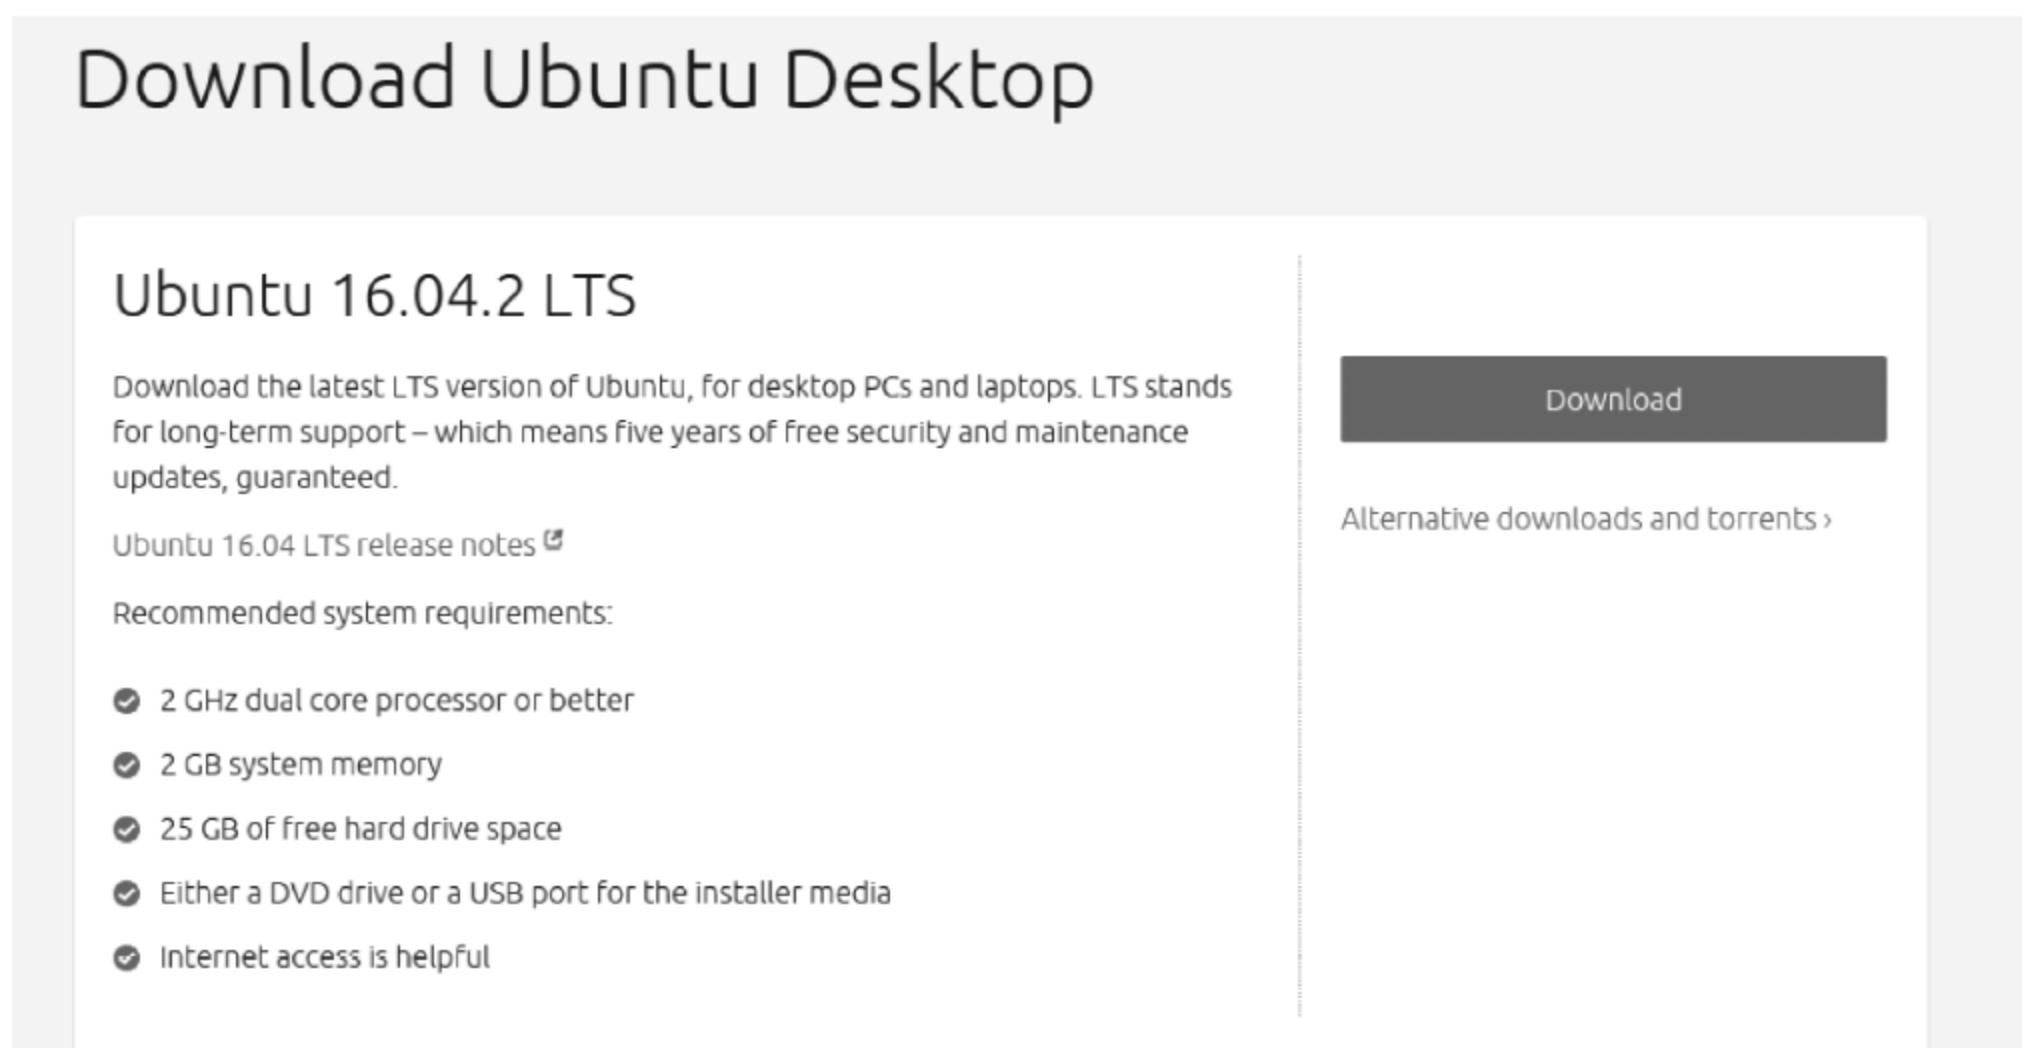 Download Ubuntu Desktop
Ubuntu 16.04.2 LTS
Download the latest LTS version of Ubuntu, for desktop PCs and laptops. LTS stands
for long-term support – which means five years of free security and maintenance
updates, guaranteed.
Ubuntu 16.04 LTS release notes
Recommended system requirements:
2 GHz dual core processor or better
2 GB system memory
25 GB of free hard drive space
Either a DVD drive or a USB port for the installer media
Internet access is helpful
Download
Alternative downloads and torrents ›